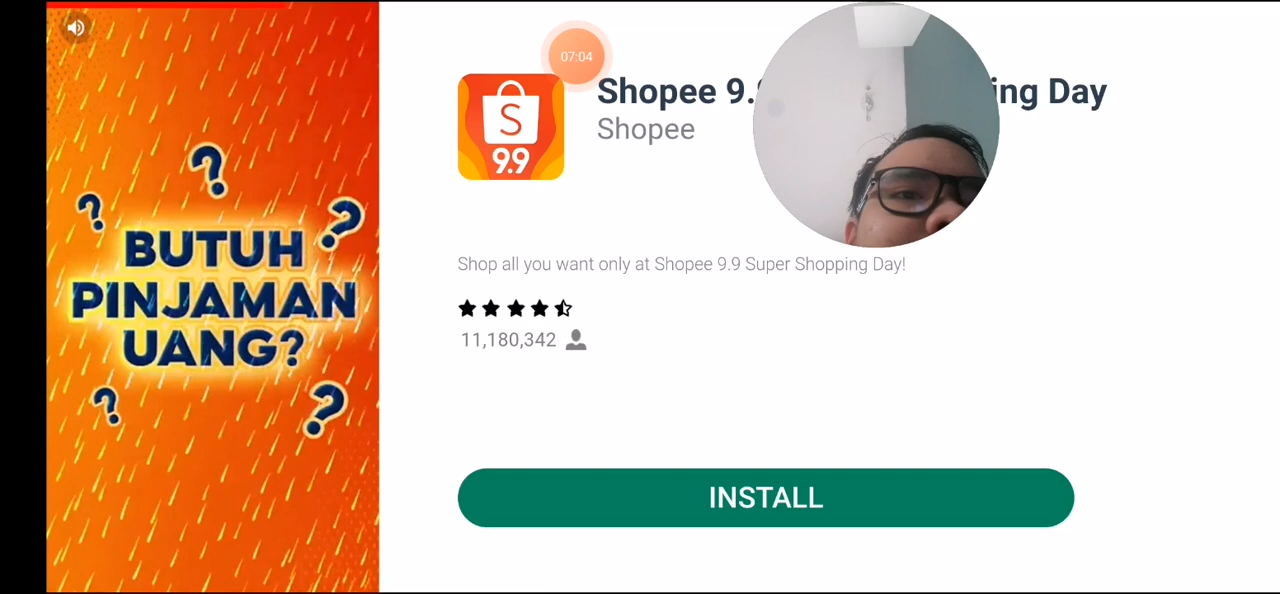 07:04
S
9.9
Shopee 9. ing Day
Shopee
?
? ?
BUTUH
PINJAMAN
UANG?
? ?
Shop all you want only at Shopee 9.9 Super Shopping Day!
11,180,342
INSTALL